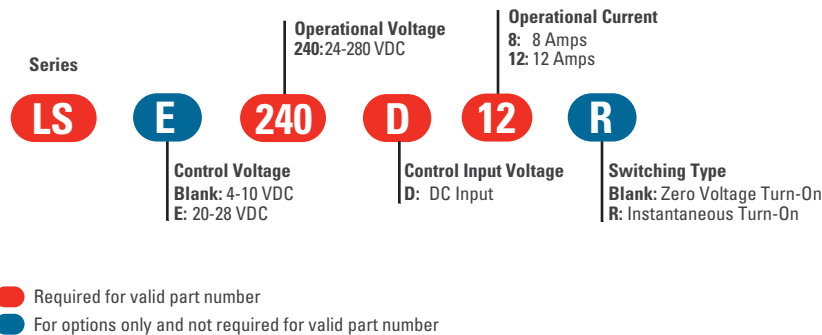 Operational Voltage
240: 24-280 VDC
Operational Current
8: 8 Amps
12: 12 Amps
Series
LS
E
240
D
12
R
Control Voltage
Blank: 4-10 VDC
E: 20-28 VDC
Control Input Voltage
D: DC Input
Switching Type
Blank: Zero Voltage Turn-On
R: Instantaneous Turn-On
Required for valid part number
For options only and not required for valid part number